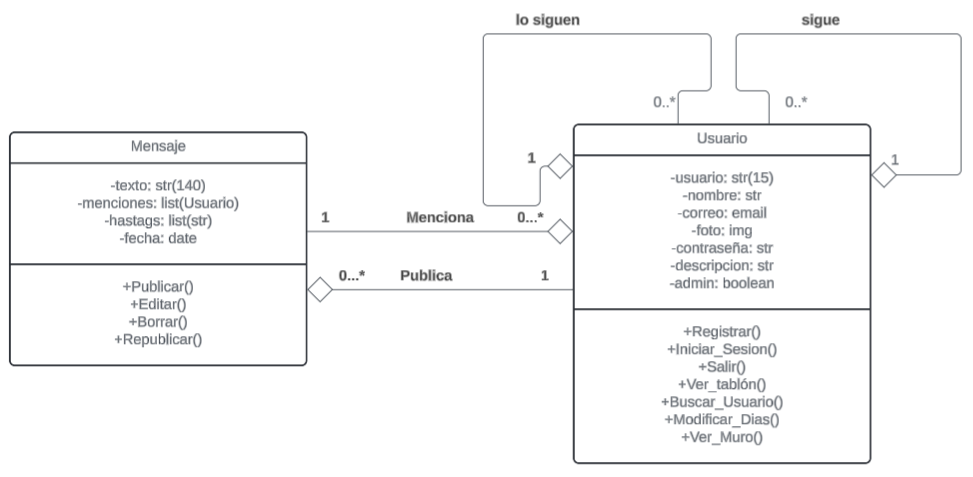 lo siguen
sigue
0..*
0..*
Mensaje
-texto: str(140)
-menciones: list(Usuario)
-hastags: list(str)
-fecha: date
+Publicar()
+Editar()
+Borrar()
+Republicar()
1
Menciona
0...*
0...*
Publica
1
1
1
Usuario
-usuario: str(15)
-nombre: str
-correo: email
-foto: img
-contraseña: str
-descripcion: str
-admin: boolean
+Registrar()
+Iniciar_Sesion()
+Salir()
+Ver_tablón()
+Buscar_Usuario()
+Modificar_Dias()
+Ver_Muro()